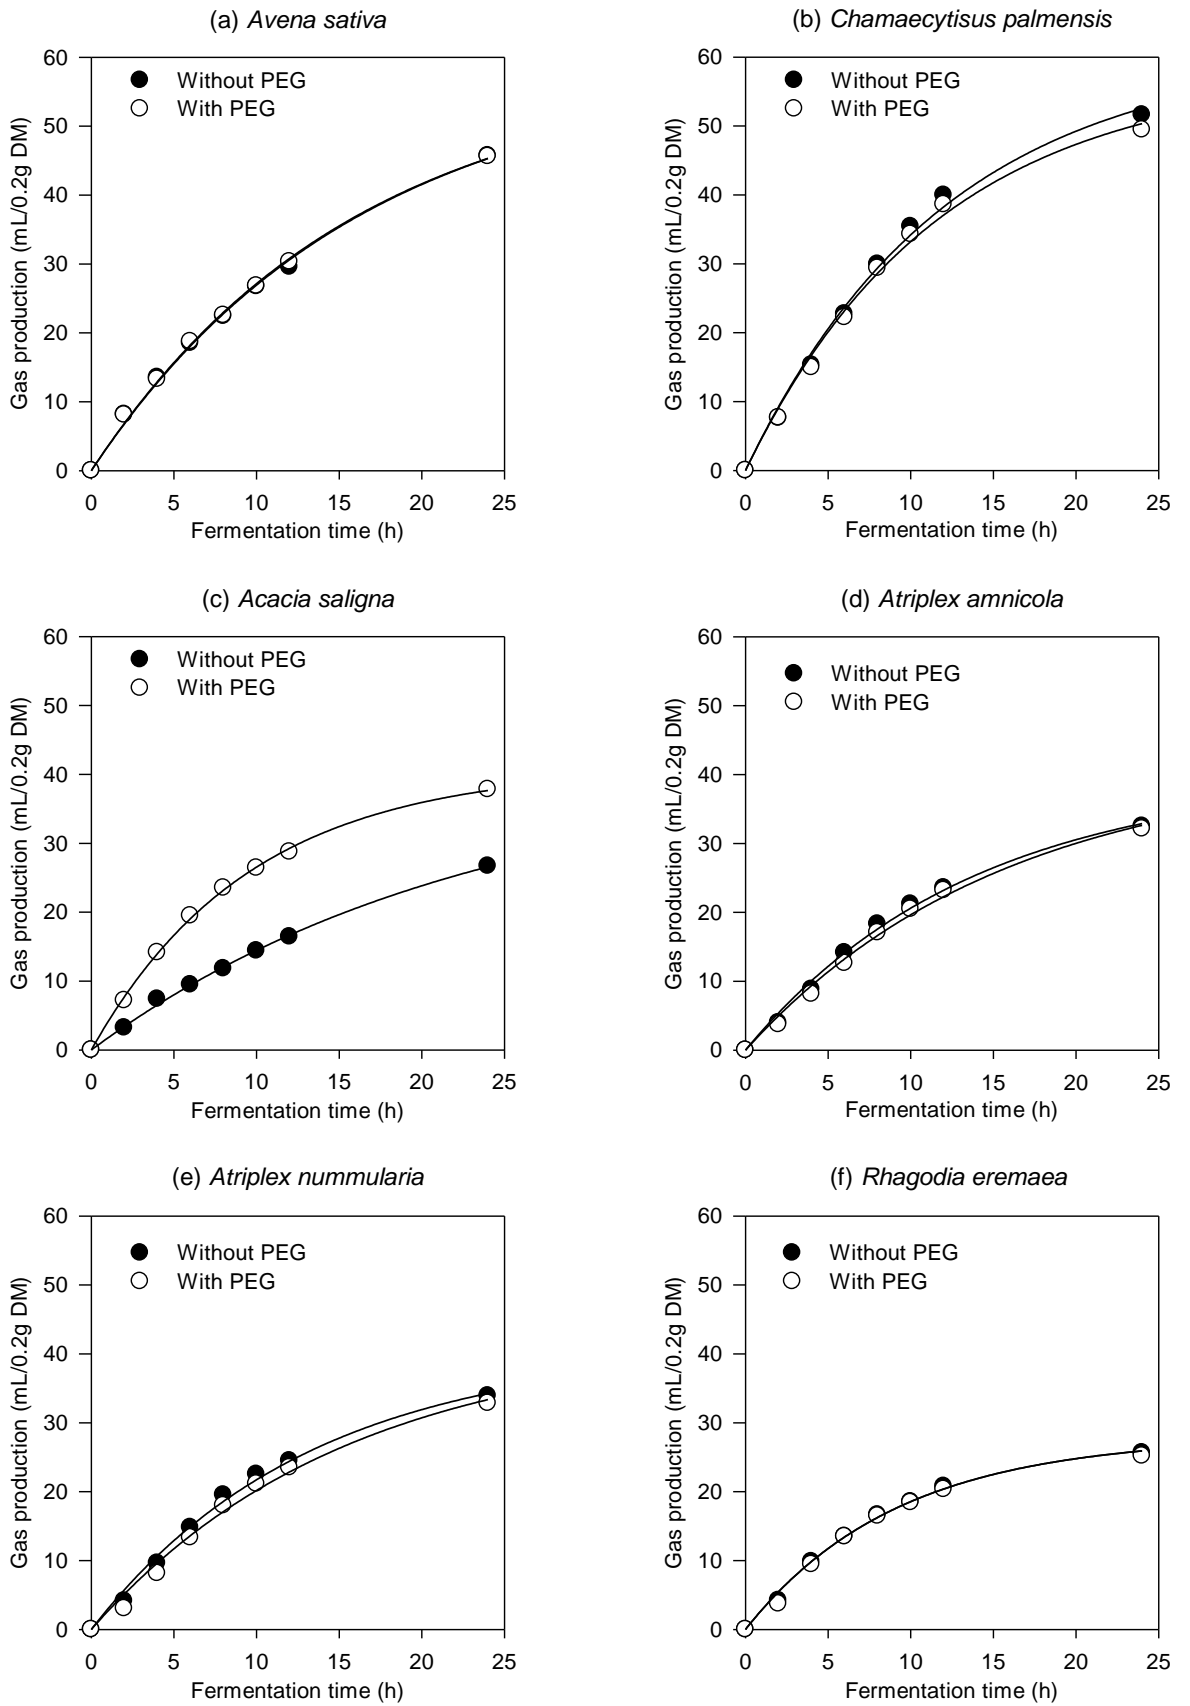 (a) Avena sativa
Gas production (mL/0.2g DM)
60
50
40
30
20
10
0
Without PEG
With PEG
0 5 10 15 20 25
Fermentation time (h)
(b) Chamaecytisus palmensis
Gas production (mL/0.2g DM)
60
50
40
30
20
10
0
Without PEG
With PEG
0 5 10 15 20 25
Fermentation time (h)
(c) Acacia saligna
Gas production (mL/0.2g DM)
60
50
40
30
20
10
0
Without PEG
With PEG
0 5 10 15 20 25
Fermentation time (h)
(d) Atriplex amnicola
Gas production (mL/0.2g DM)
60
50
40
30
20
10
0
Without PEG
With PEG
0 5 10 15 20 25
Fermentation time (h)
(e) Atriplex nummularia
Gas production (mL/0.2g DM)
60
50
40
30
20
10
0
Without PEG
With PEG
0 5 10 15 20 25
Fermentation time (h)
(f) Rhagodia eremaea
Gas production (mL/0.2g DM)
60
50
40
30
20
10
0
Without PEG
With PEG
0 5 10 15 20 25
Fermentation time (h)